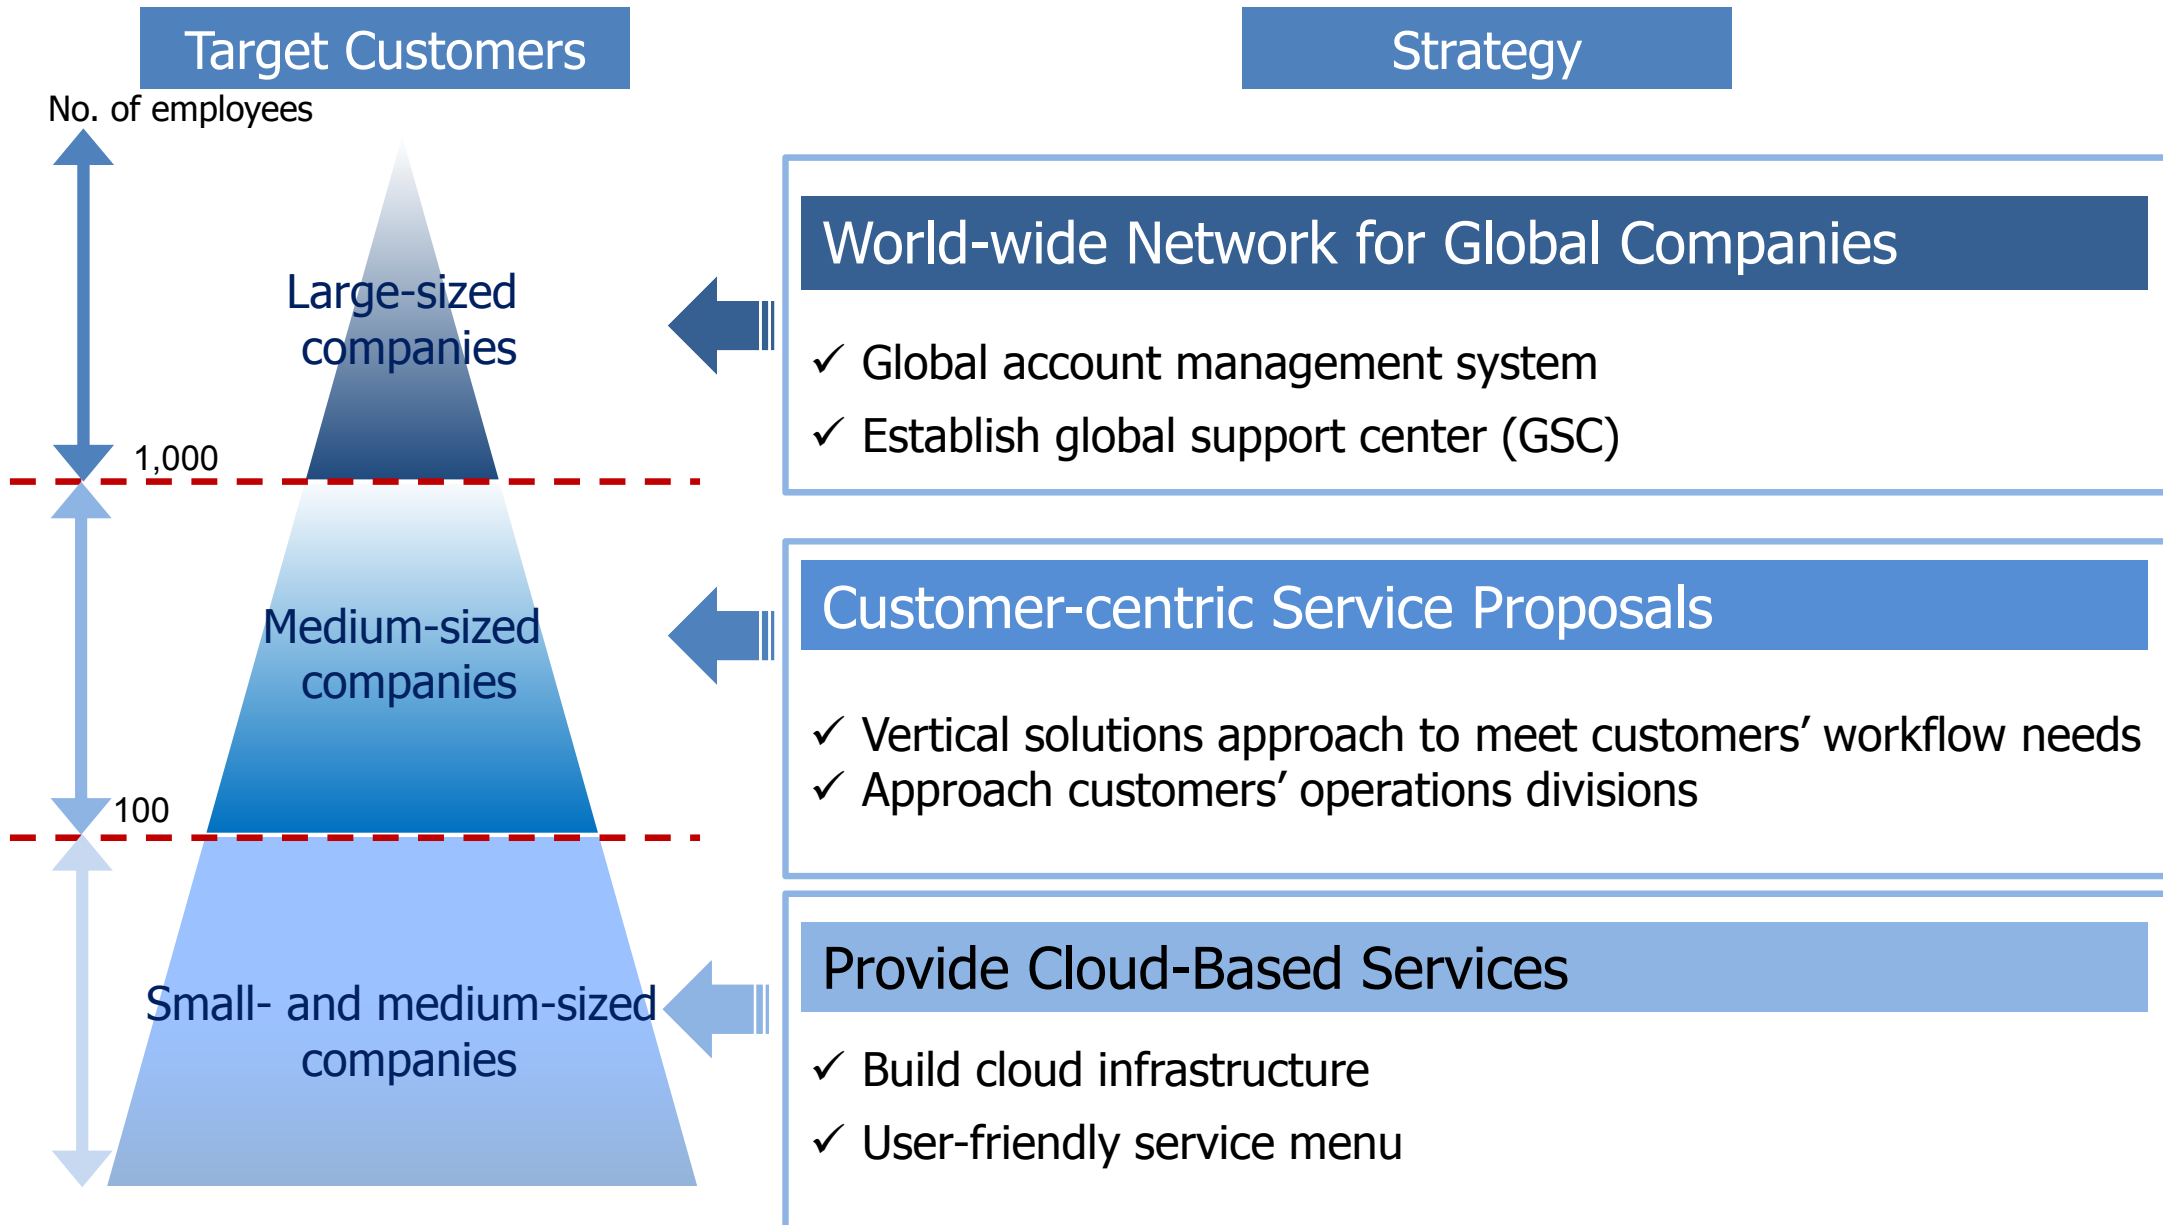 Target Customers
Strategy
No. of employees
Large-sized
companies
1,000
World-wide Network for Global Companies
✓ Global account management system
✓ Establish global support center (GSC)
Medium-sized
companies
100
Customer-centric Service Proposals
✓ Vertical solutions approach to meet customers’ workflow needs
✓ Approach customers’ operations divisions
Small- and medium-sized
companies
Provide Cloud-Based Services
✓ Build cloud infrastructure
✓ User-friendly service menu